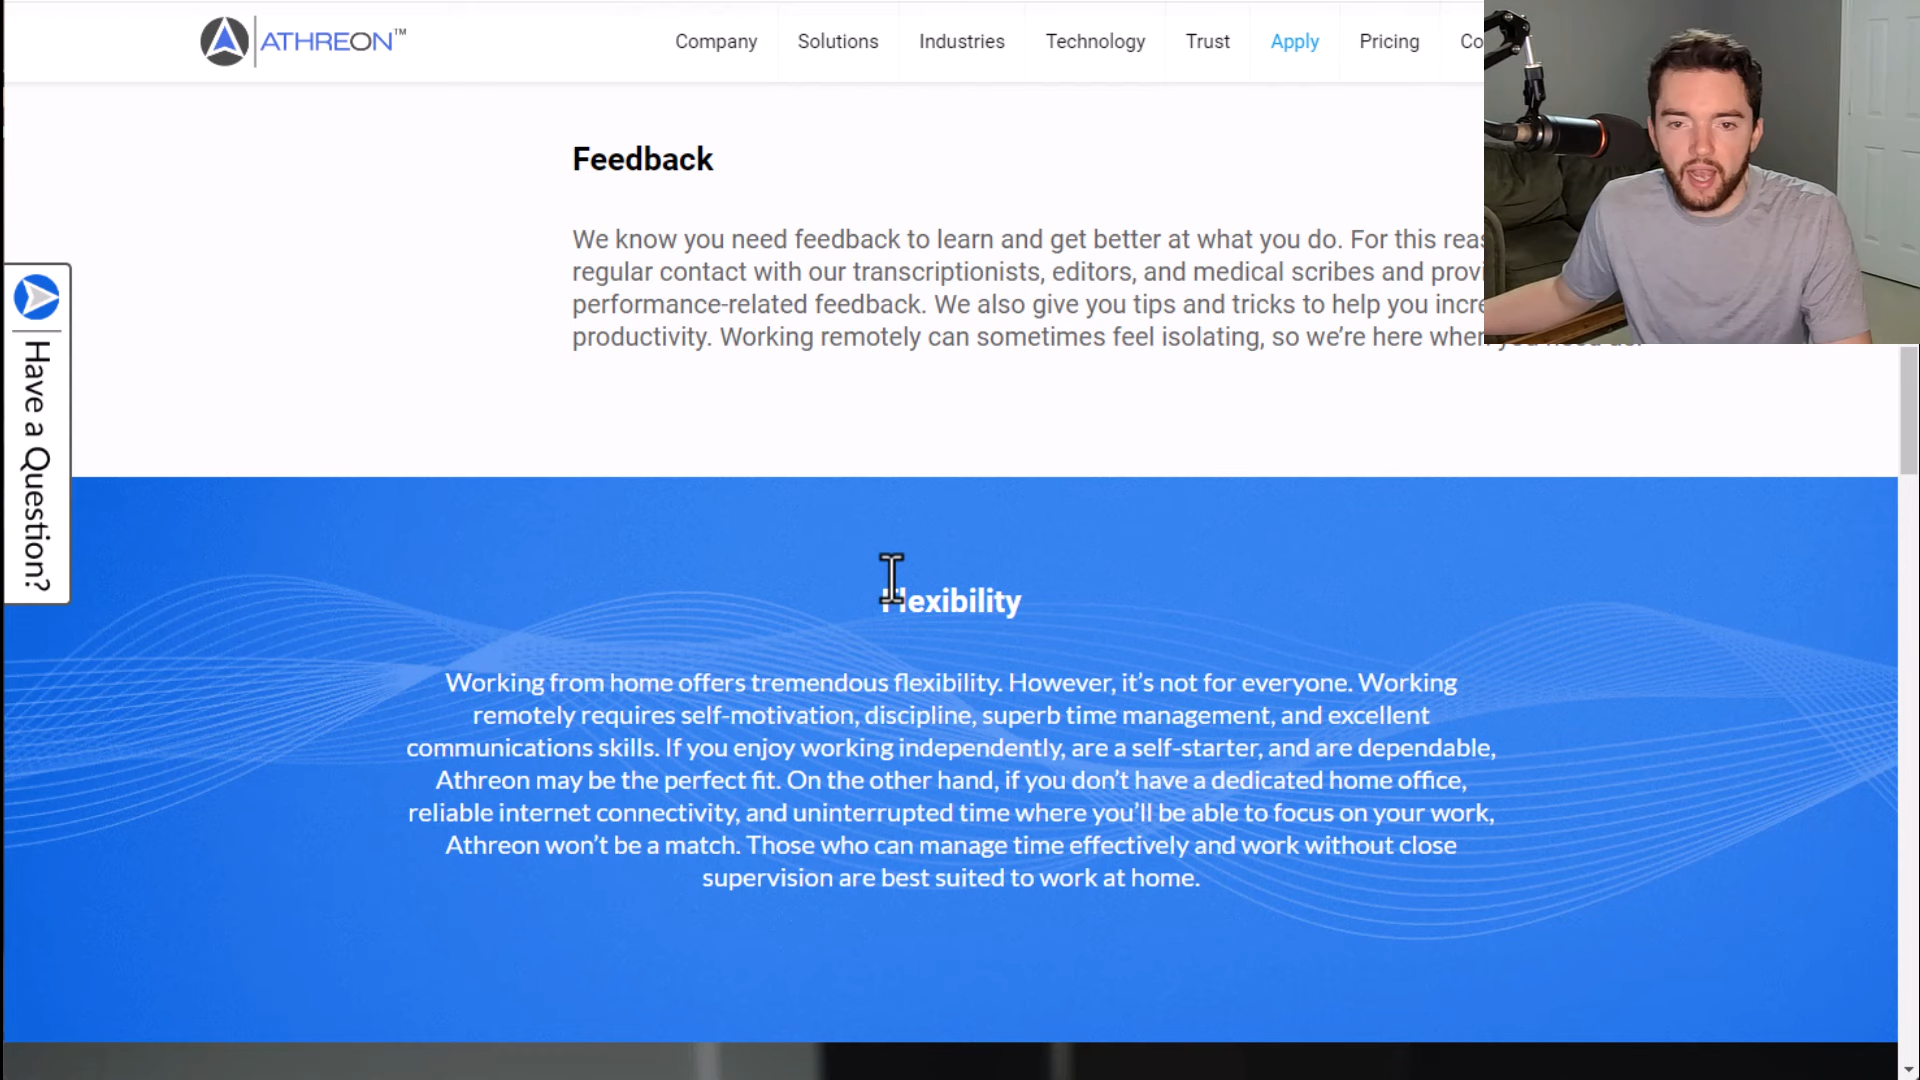 ATHREON™
Company
Solutions
Industries
Technology
Trust
Apply
Pricing
Co
Feedback
We know you need feedback to learn and get better at what you do. For this reas
regular contact with our transcriptionists, editors, and medical scribes and provi
performance-related feedback. We also give you tips and tricks to help you incre
productivity. Working remotely can sometimes feel isolating, so we're here when you need us.
Have a Question?
Flexibility
Working from home offers tremendous flexibility. However, it's not for everyone. Working
remotely requires self-motivation, discipline, superb time management, and excellent
communications skills. If you enjoy working independently, are a self-starter, and are dependable,
Athreon may be the perfect fit. On the other hand, if you don't have a dedicated home office,
reliable internet connectivity, and uninterrupted time where you'll be able to focus on your work,
Athreon won't be a match. Those who can manage time effectively and work without close
supervision are best suited to work at home.